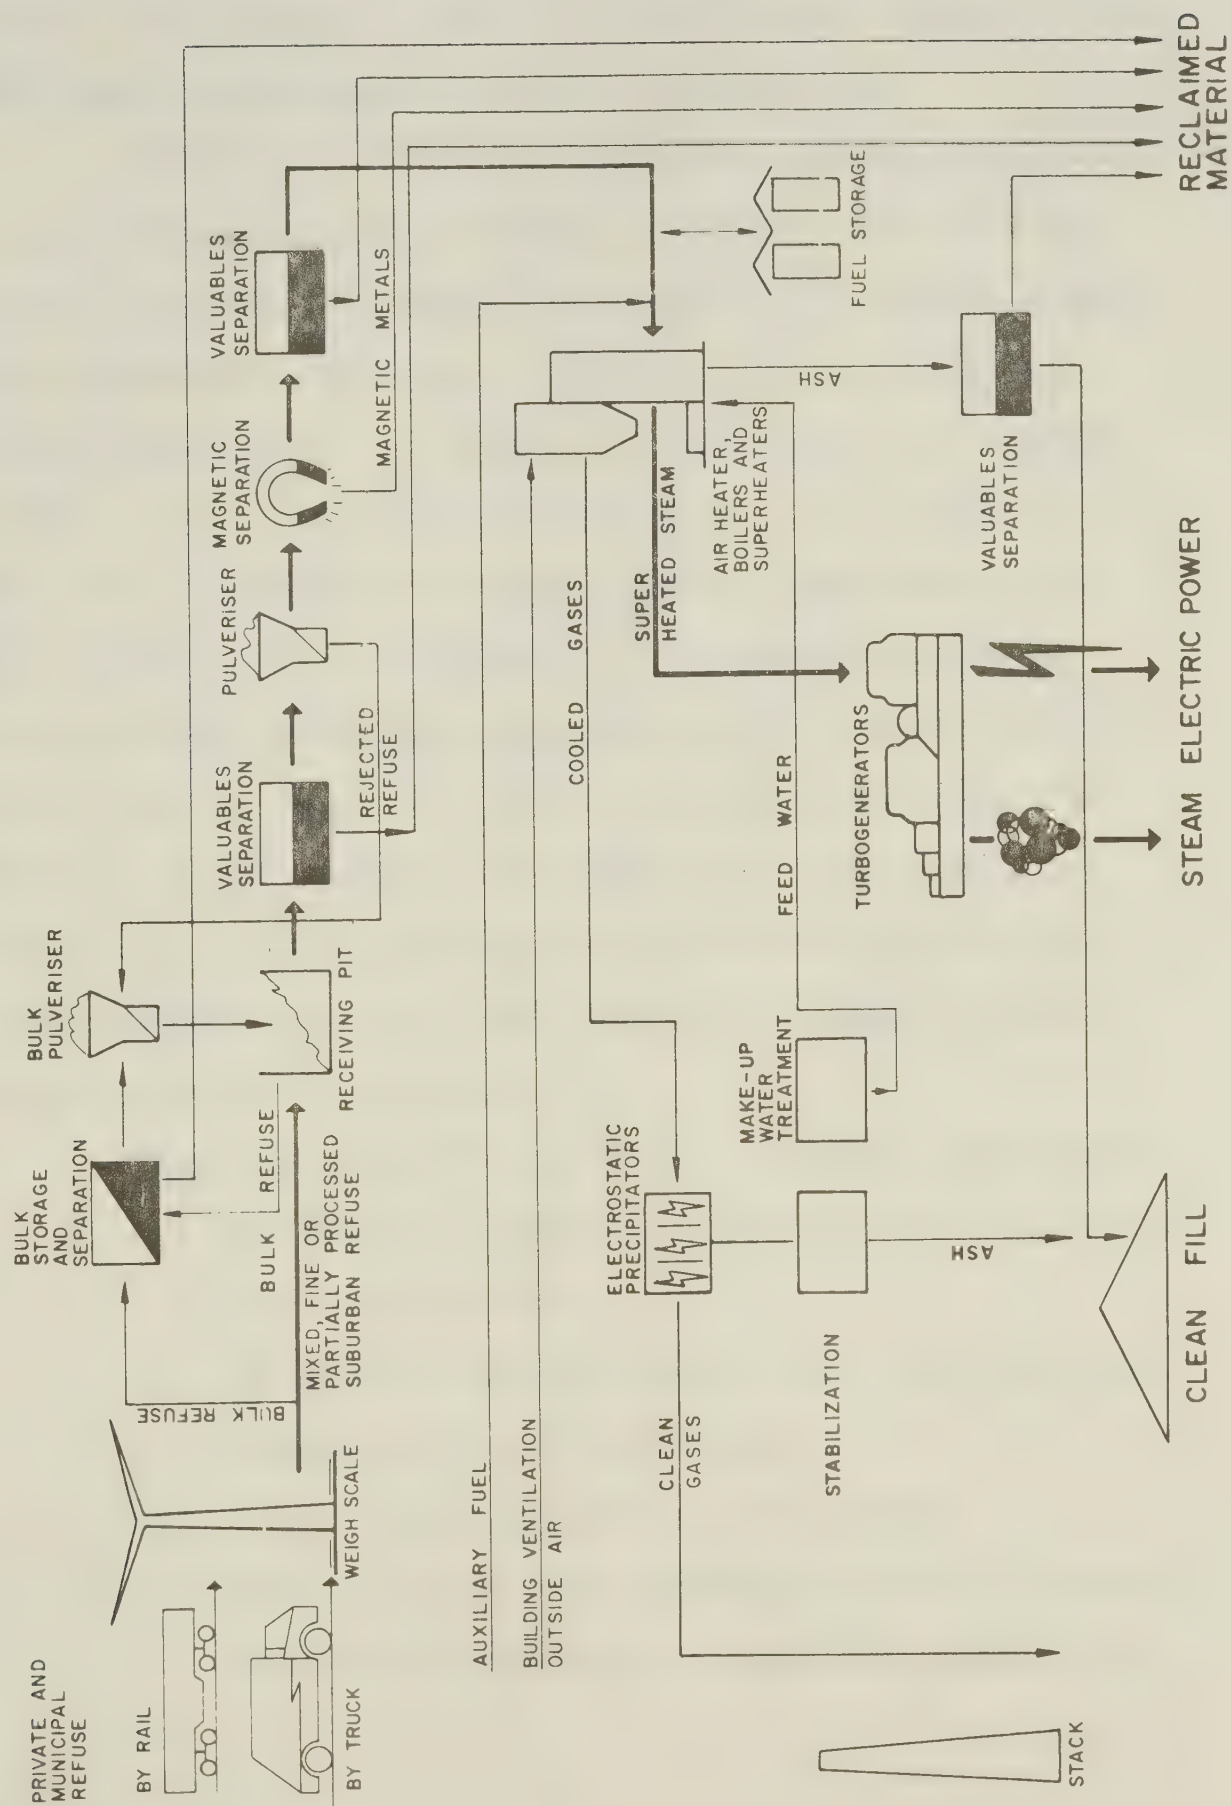 PRIVATE AND
MUNICIPAL
REFUSE
BY RAIL
BY TRUCK
WEIGH SCALE
BULK REFUSE
BULK
STORAGE
AND
SEPARATION
BULK
PULVERISER
BULK REFUSE
MIXED, FINE OR
PARTIALLY PROCESSED
SUBURBAN REFUSE
RECEIVING PIT
VALUABLES
SEPARATION
REJECTED
REFUSE
PULVERISER
MAGNETIC
SEPARATION
MAGNETIC METALS
VALUABLES
SEPARATION
AUXILIARY FUEL
BUILDING VENTILATION
OUTSIDE AIR
COOLED GASES
SUPER
HEATED STEAM
AIR HEATER,
BOILERS AND
SUPERHEATERS
FUEL STORAGE
ASH
FEED WATER
ELECTROSTATIC
PRECIPITATORS
CLEAN
GASES
MAKE-UP
WATER
TREATMENT
TURBOGENERATORS
STABILIZATION
ASH
VALUABLES
SEPARATION
STACK
CLEAN FILL
STEAM ELECTRIC POWER
RECLAIMED
MATERIAL